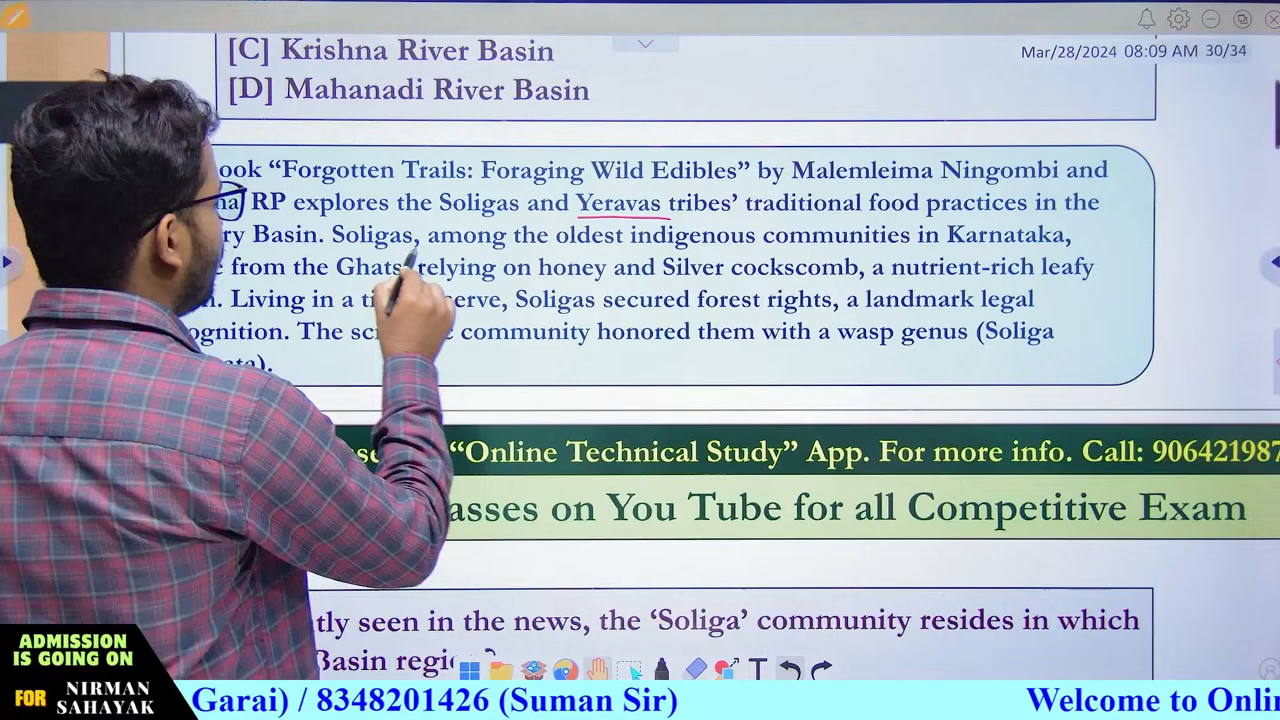 [C] Krishna River Basin
Mar/28/2024 08:09 AM 30/34
[D] Mahanadi River Basin
ook “Forgotten Trails: Foraging Wild Edibles” by Malemleima Ningombi and
RP explores the Soligas and Yeravas tribes’ traditional food practices in the
ry Basin. Soligas, among the oldest indigenous communities in Karnataka,
from the Ghats, relying on honey and Silver cockscomb, a nutrient-rich leafy
Living in a serve, Soligas secured forest rights, a landmark legal
ognition. The community honored them with a wasp genus (Soliga
“Online Technical Study” App. For more info. Call: 906421987
asses on You Tube for all Competitive Exam
tly seen in the news, the ‘Soliga’ community resides in which
Basin
ADMISSION
IS GOING ON
FOR NIRMAN
SAHAYAK
Garai) / 8348201426 (Suman Sir) Welcome to Onli